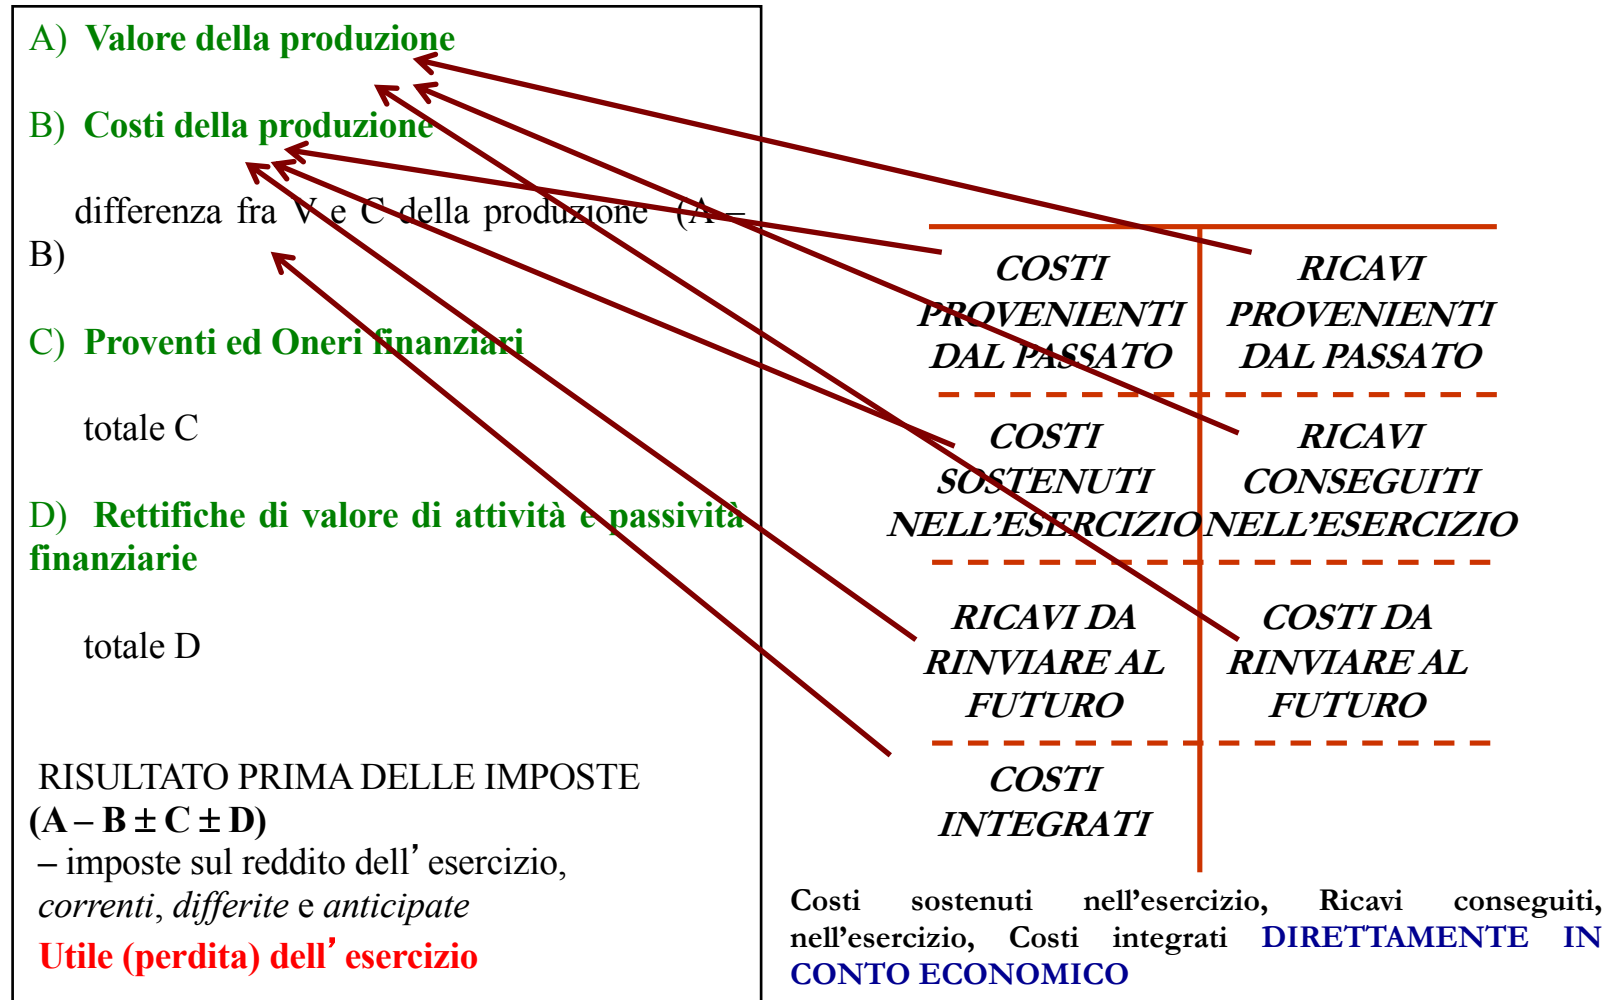 A) Valore della produzione
B) Costi della produzione
differenza fra V e C della produzione (A –
B)
C) Proventi ed Oneri finanziari
totale C
D) Rettifiche di valore di attività e passività
finanziarie
totale D
RISULTATO PRIMA DELLE IMPOSTE
(A – B ± C ± D)
– imposte sul reddito dell’esercizio,
correnti, differite e anticipate
Utile (perdita) dell’esercizio
COSTI
PROVENIENTI
DAL PASSATO
RICAVI
PROVENIENTI
DAL PASSATO
COSTI
SOSTENUTI
NELL’ESERCIZIO
RICAVI
CONSEGUITI
NELL’ESERCIZIO
RICAVI DA
RINVIARE AL
FUTURO
COSTI DA
RINVIARE AL
FUTURO
COSTI
INTEGRATI
Costi sostenuti nell’esercizio, Ricavi conseguiti,
nell’esercizio, Costi integrati DIRETTAMENTE IN
CONTO ECONOMICO